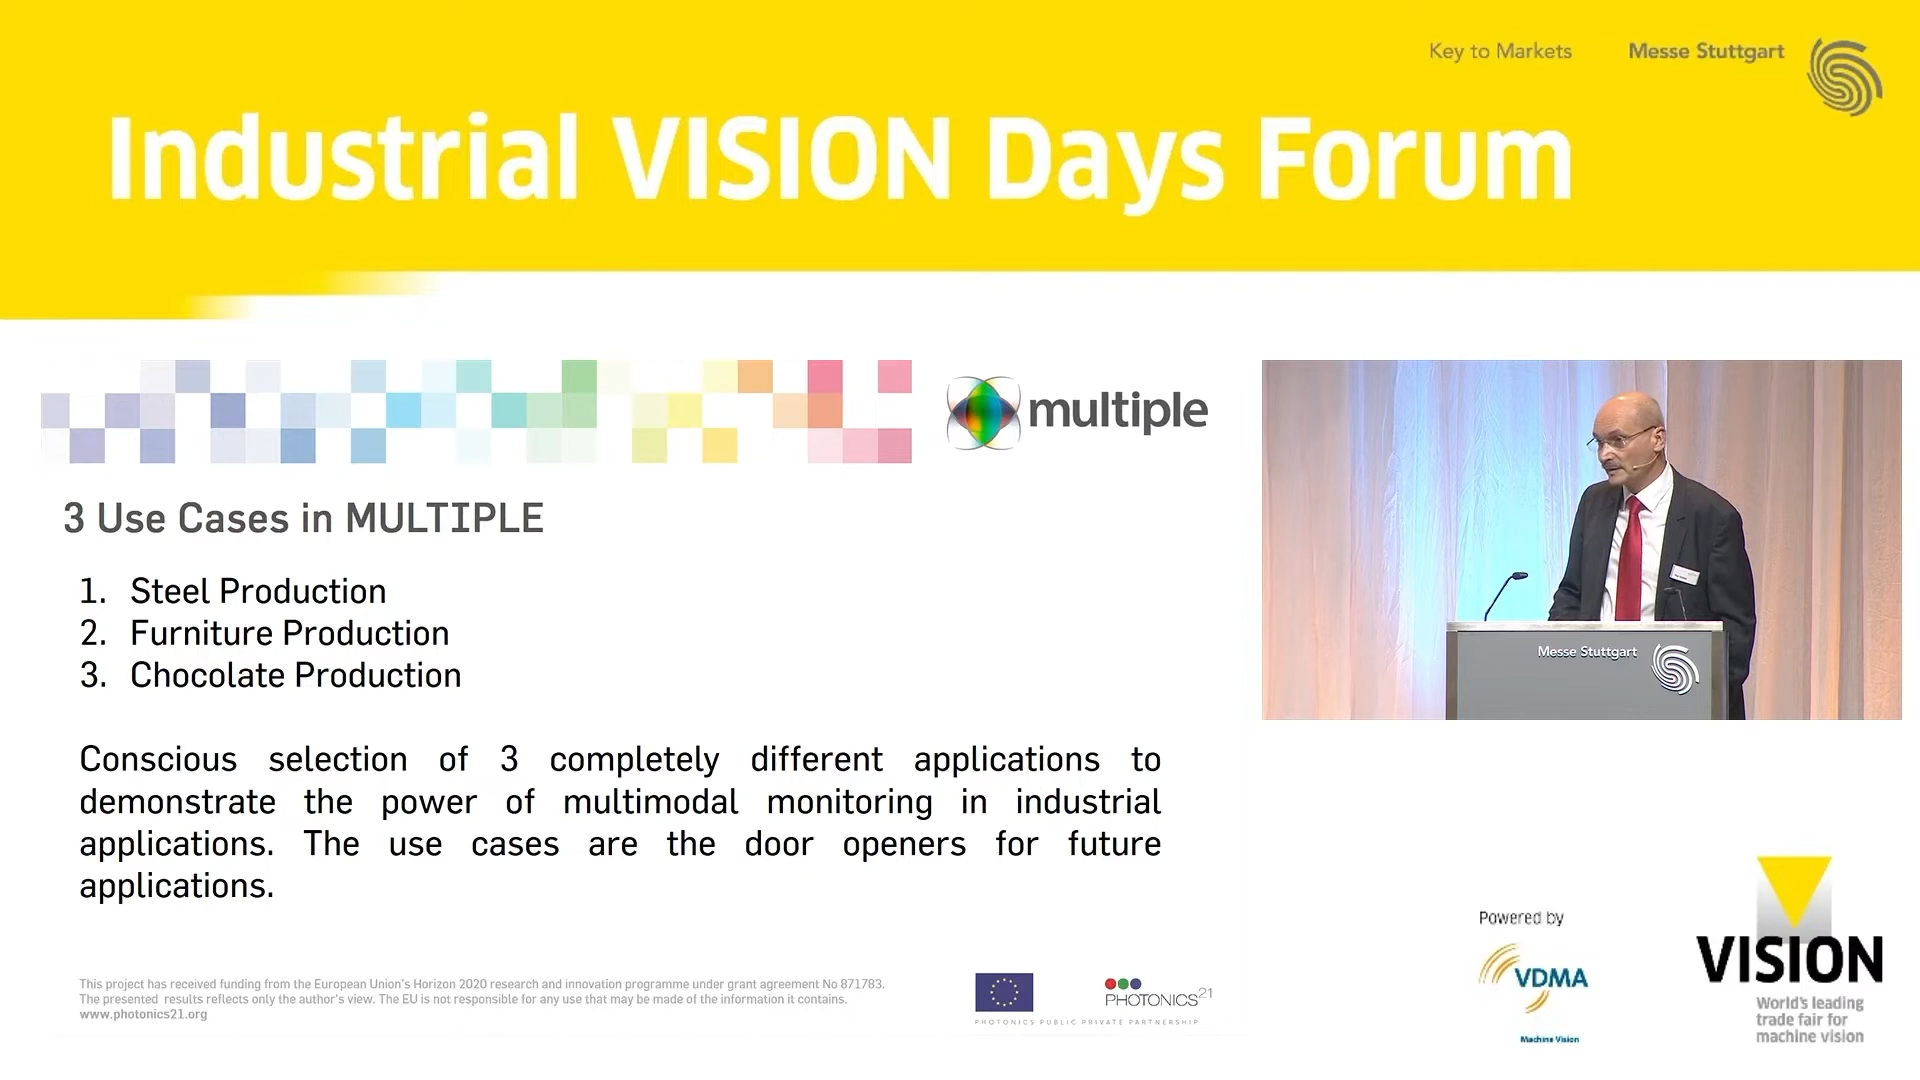 Key to Markets
Messe Stuttgart
Industrial VISION Days Forum
multiple
3 Use Cases in MULTIPLE
1. Steel Production
2. Furniture Production
3. Chocolate Production
Conscious selection of 3 completely different applications to
demonstrate the power of multimodal monitoring in industrial
applications. The use cases are the door openers for future
applications.
This project has received funding from the European Union's Horizon 2020 research and innovation programme under grant agreement No 871783.
The presented results reflects only the author's view. The EU is not responsible for any use that may be made of the information it contains.
www.photonics21.org
PHOTONICS21
PHOTONICS PUBLIC PRIVATE PARTNERSHIP
Messe Stuttgart
Powered by
VDMA
Machine Vision
VISION
World's leading
trade fair for
machine vision